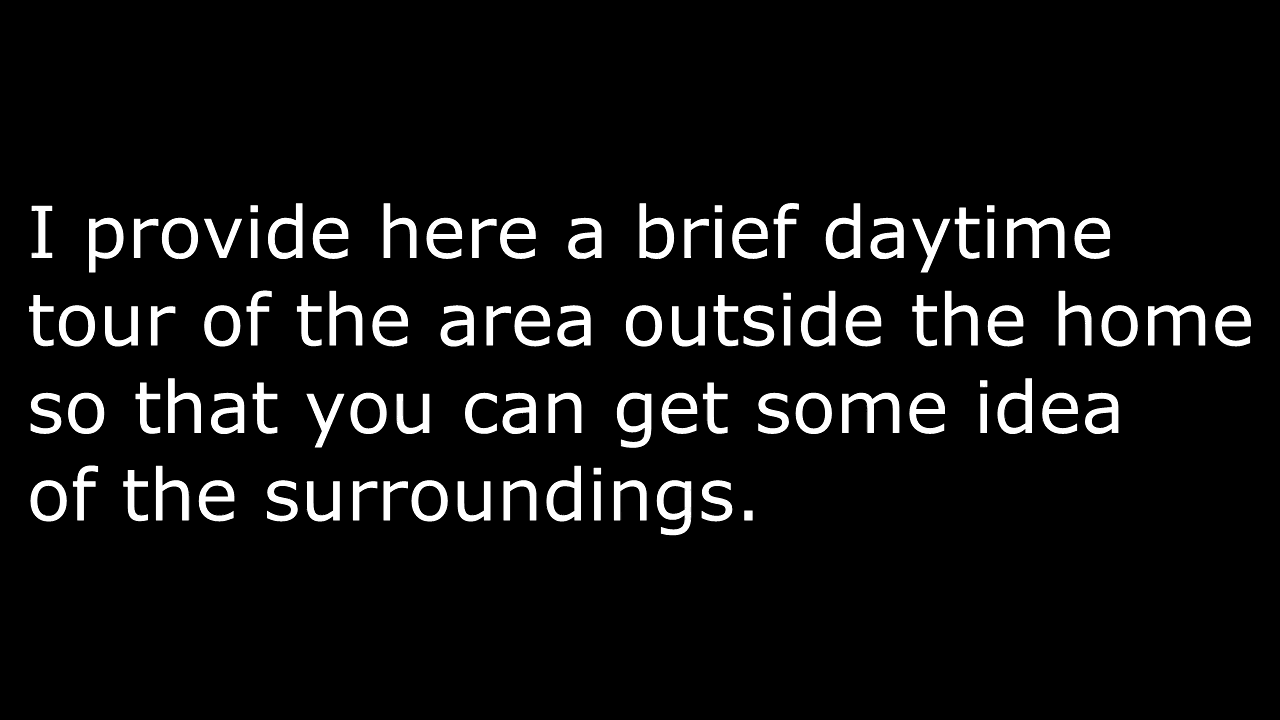 I provide here a brief daytime
tour of the area outside the home
so that you can get some idea
of the surroundings.